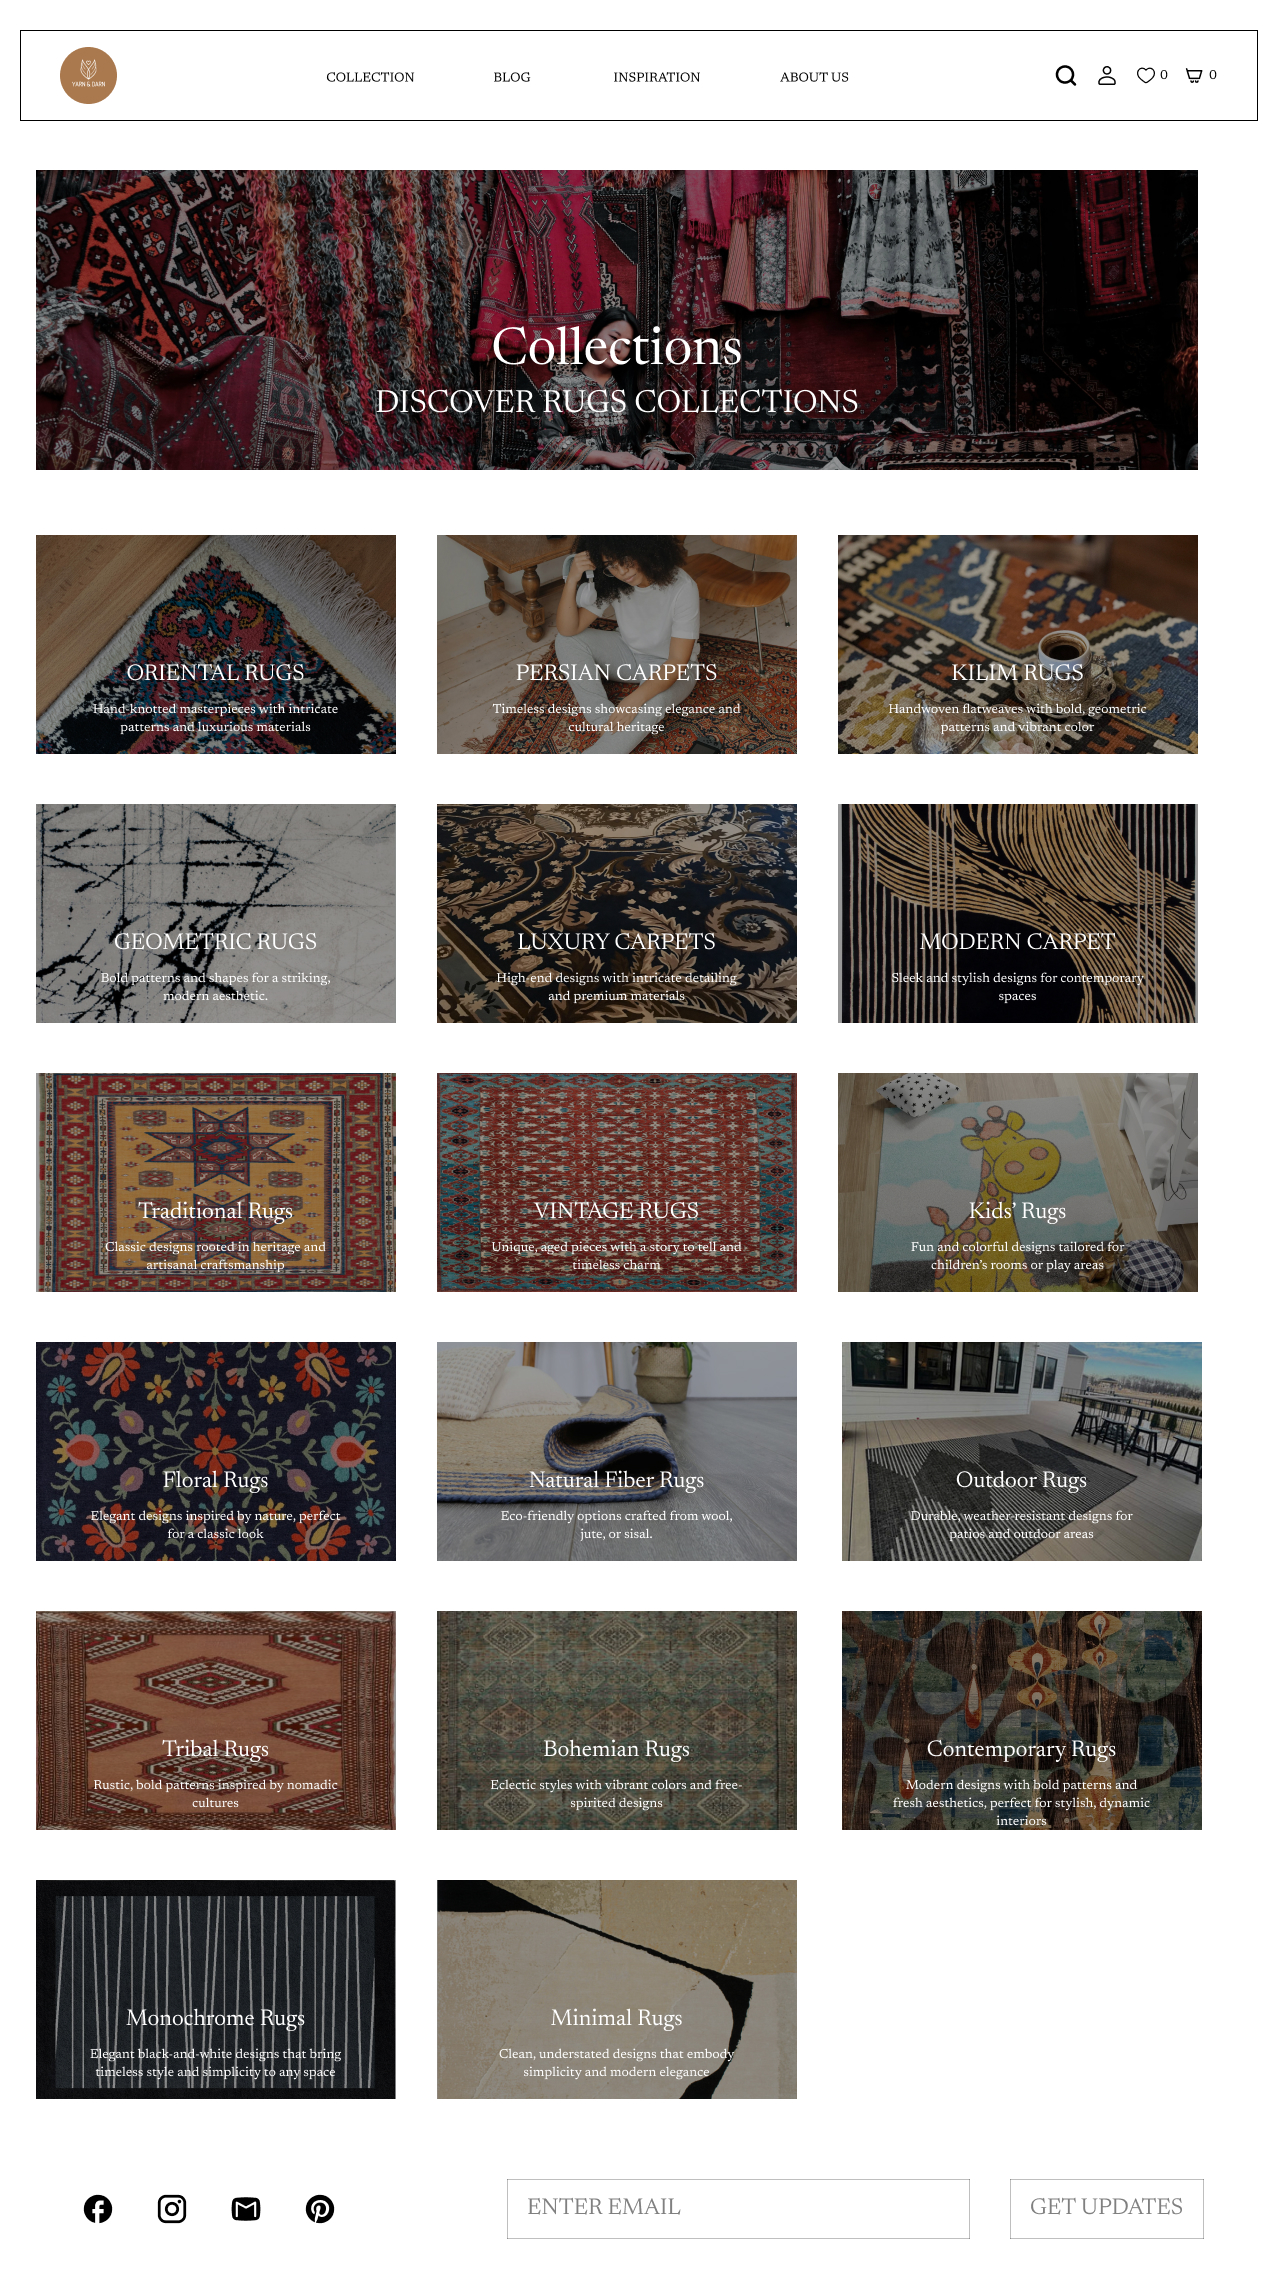 YARN & DARN
COLLECTION
BLOG
INSPIRATION
ABOUT US
0
0
Collections
DISCOVER RUGS COLLECTIONS
ORIENTAL RUGS
Hand-knotted masterpieces with intricate
patterns and luxurious materials
PERSIAN CARPETS
Timeless designs showcasing elegance and
cultural heritage
KILIM RUGS
Handwoven flatweaves with bold, geometric
patterns and vibrant color
GEOMETRIC RUGS
Bold patterns and shapes for a striking,
modern aesthetic.
LUXURY CARPETS
High-end designs with intricate detailing
and premium materials
MODERN CARPET
Sleek and stylish designs for contemporary
spaces
Traditional Rugs
Classic designs rooted in heritage and
artisanal craftsmanship
VINTAGE RUGS
Unique, aged pieces with a story to tell and
timeless charm
Kids’ Rugs
Fun and colorful designs tailored for
children’s rooms or play areas
Floral Rugs
Elegant designs inspired by nature, perfect
for a classic look
Natural Fiber Rugs
Eco-friendly options crafted from wool,
jute, or sisal.
Outdoor Rugs
Durable, weather-resistant designs for
patios and outdoor areas
Tribal Rugs
Rustic, bold patterns inspired by nomadic
cultures
Bohemian Rugs
Eclectic styles with vibrant colors and free-
spirited designs
Contemporary Rugs
Modern designs with bold patterns and
fresh aesthetics, perfect for stylish, dynamic
interiors
Monochrome Rugs
Elegant black-and-white designs that bring
timeless style and simplicity to any space
Minimal Rugs
Clean, understated designs that embody
simplicity and modern elegance
ENTER EMAIL
GET UPDATES